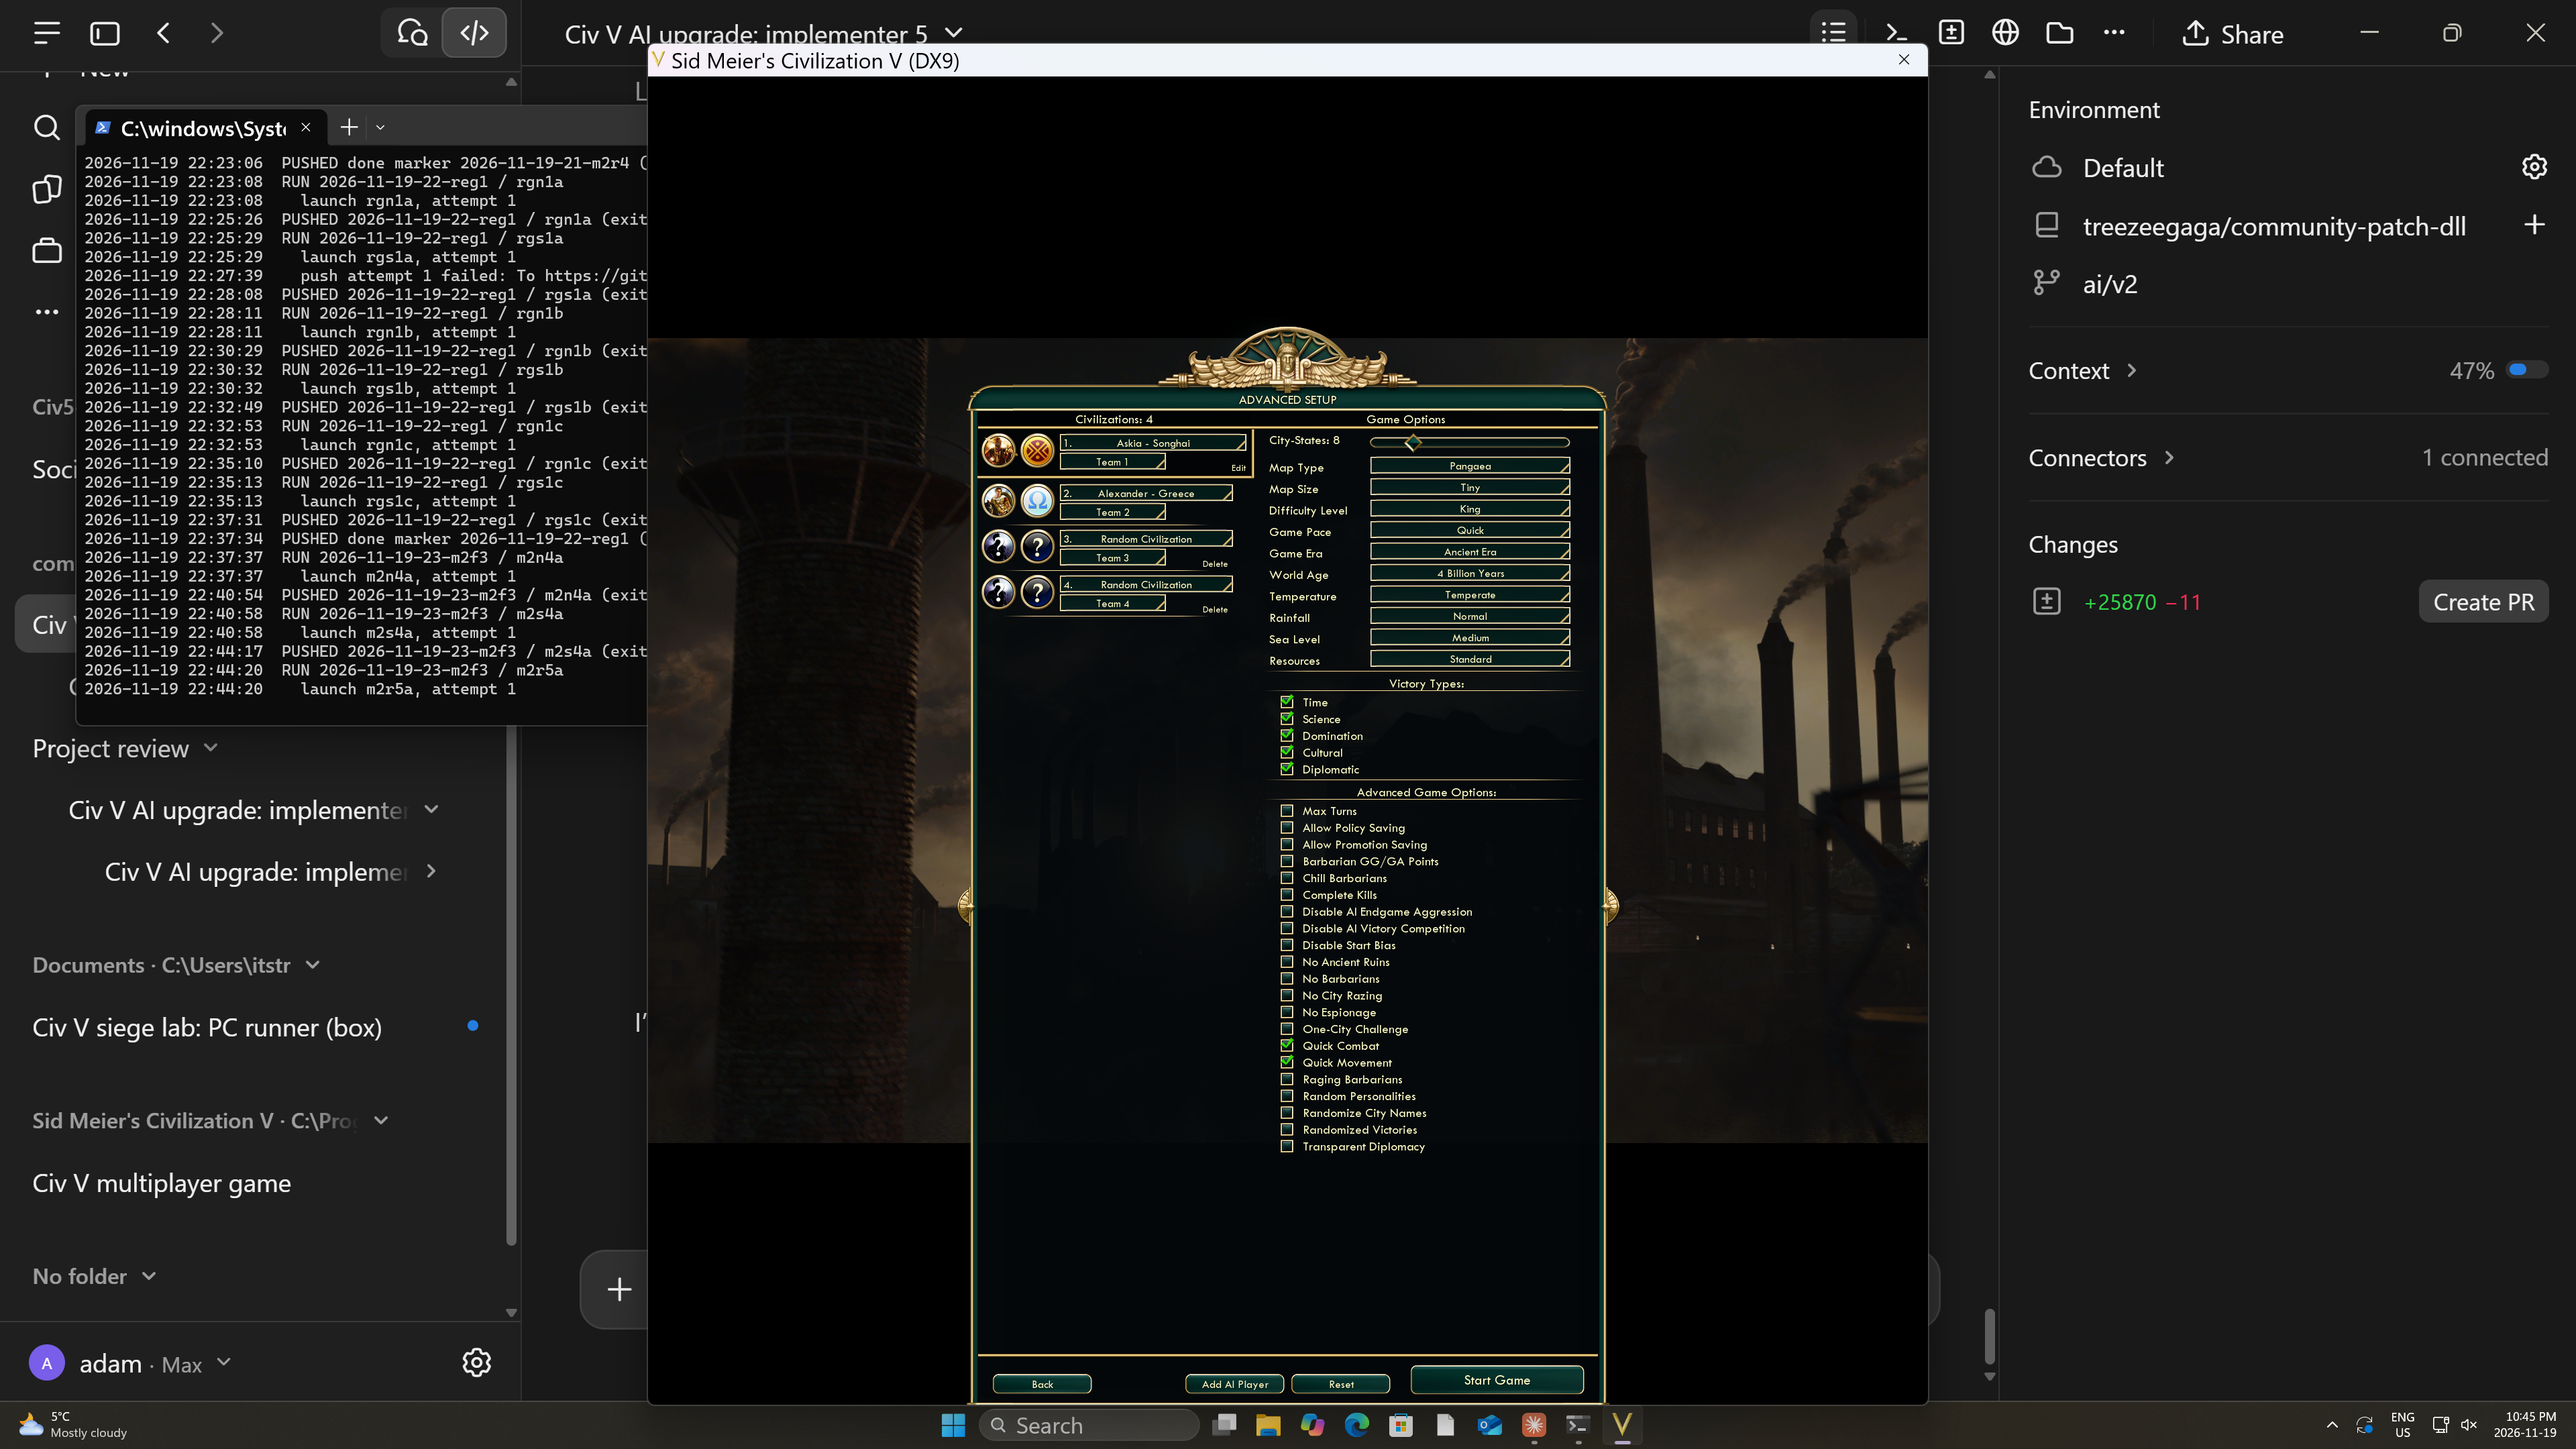 Civ V AI upgrade: implementer 5
Share
New
Sid Meier's Civilization V (DX9)
C:\windows\Syst
2026-11-19 22:23:06 PUSHED done marker 2026-11-19-21-m2r4 (
2026-11-19 22:23:08 RUN 2026-11-19-22-reg1 / rgn1a
2026-11-19 22:23:08 launch rgn1a, attempt 1
2026-11-19 22:25:26 PUSHED 2026-11-19-22-reg1 / rgn1a (exit
2026-11-19 22:25:29 RUN 2026-11-19-22-reg1 / rgs1a
2026-11-19 22:25:29 launch rgs1a, attempt 1
2026-11-19 22:27:39 push attempt 1 failed: To https://git
2026-11-19 22:28:08 PUSHED 2026-11-19-22-reg1 / rgs1a (exit
2026-11-19 22:28:11 RUN 2026-11-19-22-reg1 / rgn1b
2026-11-19 22:28:11 launch rgn1b, attempt 1
2026-11-19 22:30:29 PUSHED 2026-11-19-22-reg1 / rgn1b (exit
2026-11-19 22:30:32 RUN 2026-11-19-22-reg1 / rgs1b
2026-11-19 22:30:32 launch rgs1b, attempt 1
2026-11-19 22:32:49 PUSHED 2026-11-19-22-reg1 / rgs1b (exit
2026-11-19 22:32:53 RUN 2026-11-19-22-reg1 / rgn1c
2026-11-19 22:32:53 launch rgn1c, attempt 1
2026-11-19 22:35:10 PUSHED 2026-11-19-22-reg1 / rgn1c (exit
2026-11-19 22:35:13 RUN 2026-11-19-22-reg1 / rgs1c
2026-11-19 22:35:13 launch rgs1c, attempt 1
2026-11-19 22:37:31 PUSHED 2026-11-19-22-reg1 / rgs1c (exit
2026-11-19 22:37:34 PUSHED done marker 2026-11-19-22-reg1 (
2026-11-19 22:37:37 RUN 2026-11-19-23-m2f3 / m2n4a
2026-11-19 22:37:37 launch m2n4a, attempt 1
2026-11-19 22:40:54 PUSHED 2026-11-19-23-m2f3 / m2n4a (exit
2026-11-19 22:40:58 RUN 2026-11-19-23-m2f3 / m2s4a
2026-11-19 22:40:58 launch m2s4a, attempt 1
2026-11-19 22:44:17 PUSHED 2026-11-19-23-m2f3 / m2s4a (exit
2026-11-19 22:44:20 RUN 2026-11-19-23-m2f3 / m2r5a
2026-11-19 22:44:20 launch m2r5a, attempt 1
Civ5
Soci
com
Civ
Project review
Civ V AI upgrade: implementer
Civ V AI upgrade: impleme
Documents · C:\Users\itstr
Civ V siege lab: PC runner (box)
Sid Meier's Civilization V · C:\Prog
Civ V multiplayer game
No folder
A
adam · Max
I'
ADVANCED SETUP
Civilizations: 4
1. Askia - Songhai
Team 1
Edit
2. Alexander - Greece
Team 2
3. Random Civilization
Team 3
Delete
4. Random Civilization
Team 4
Delete
Game Options
City-States: 8
Map Type Pangaea
Map Size Tiny
Difficulty Level King
Game Pace Quick
Game Era Ancient Era
World Age 4 Billion Years
Temperature Temperate
Rainfall Normal
Sea Level Medium
Resources Standard
Victory Types:
Time
Science
Domination
Cultural
Diplomatic
Advanced Game Options:
Max Turns
Allow Policy Saving
Allow Promotion Saving
Barbarian GG/GA Points
Chill Barbarians
Complete Kills
Disable AI Endgame Aggression
Disable AI Victory Competition
Disable Start Bias
No Ancient Ruins
No Barbarians
No City Razing
No Espionage
One-City Challenge
Quick Combat
Quick Movement
Raging Barbarians
Random Personalities
Randomize City Names
Randomized Victories
Transparent Diplomacy
Back
Add AI Player
Reset
Start Game
Environment
Default
treezeegaga/community-patch-dll
ai/v2
Context 47%
Connectors 1 connected
Changes
+25870 −11
Create PR
5°C
Mostly cloudy
Search
ENG
US
10:45 PM
2026-11-19